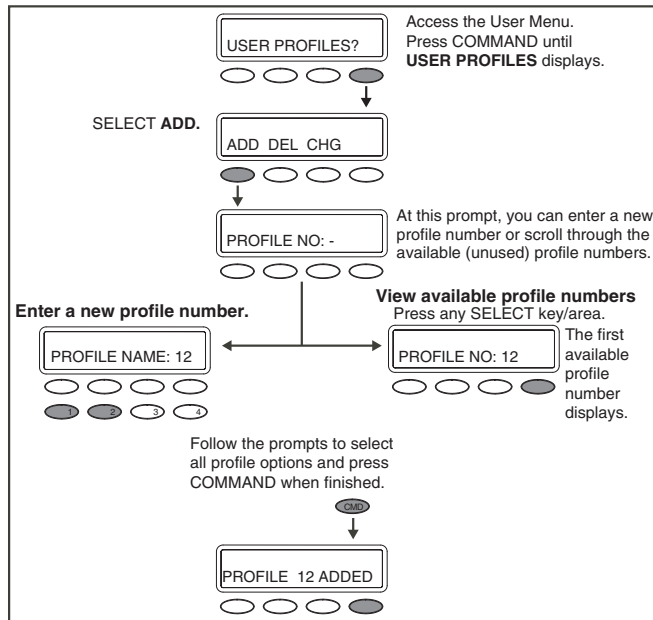 USER PROFILES?
Access the User Menu.
Press COMMAND until
USER PROFILES displays.
SELECT ADD.
ADD DEL CHG
PROFILE NO: -
At this prompt, you can enter a new
profile number or scroll through the
available (unused) profile numbers.
Enter a new profile number.
PROFILE NAME: 12
1 2 3 4
View available profile numbers
Press any SELECT key/area.
PROFILE NO: 12
The first
available
profile
number
displays.
Follow the prompts to select
all profile options and press
COMMAND when finished.
CMD
PROFILE 12 ADDED